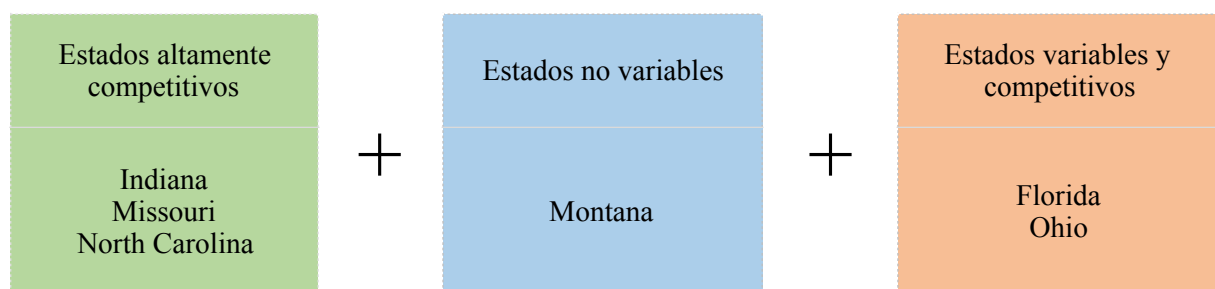 Estados altamente
competitivos
Indiana
Missouri
North Carolina
+
Estados no variables
Montana
+
Estados variables y
competitivos
Florida
Ohio